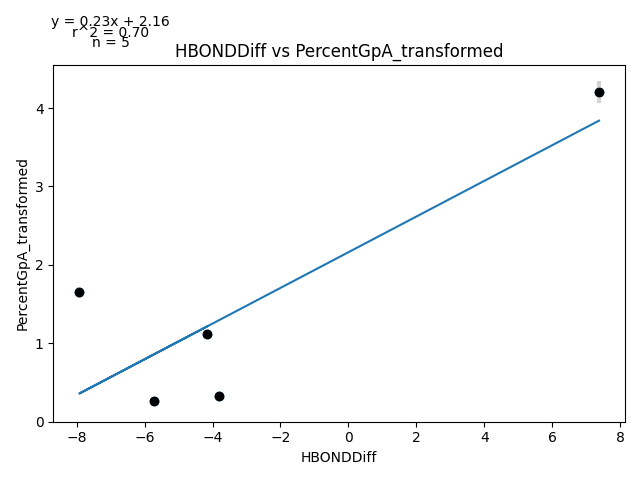 y = 0.23x + 2.16
r^2 = 0.70
n = 5
HBONDDiff vs PercentGpA_transformed
PercentGpA_transformed
4
3
2
1
0
−8
−6
−4
−2
0
2
4
6
8
HBONDDiff